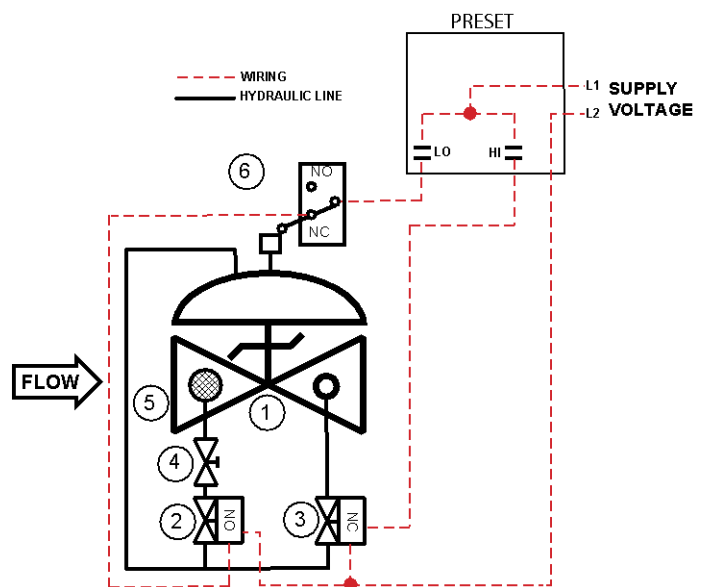 PRESET
WIRING
HYDRAULIC LINE
L1 SUPPLY
L2 VOLTAGE
LO HI
6
NO
NC
FLOW
5
1
4
2
NO
3
NC